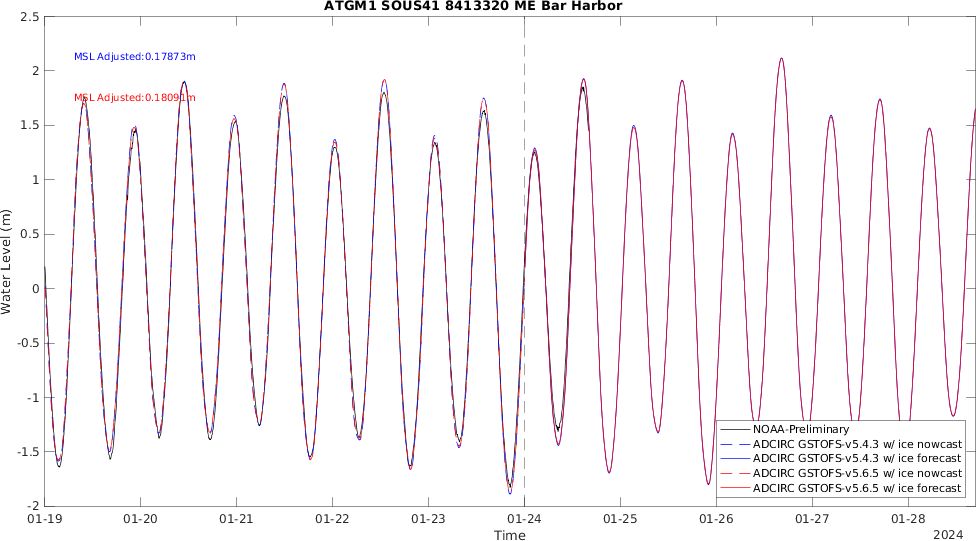 ATGM1 SOUS41 8413320 ME Bar Harbor
2.5
MSL Adjusted:0.17873m
2
MSL Adjusted:0.18091m
1.5
1
0.5
Water Level (m)
0
-0.5
-1
NOAA-Preliminary
ADCIRC GSTOFS-v5.4.3 w/ ice nowcast
-1.5
ADCIRC GSTOFS-v5.4.3 w/ ice forecast
ADCIRC GSTOFS-v5.6.5 w/ ice nowcast
ADCIRC GSTOFS-v5.6.5 w/ ice forecast
-2
01-19 01-20 01-21 01-22 01-23 01-24 01-25 01-26 01-27 01-28
Time
2024